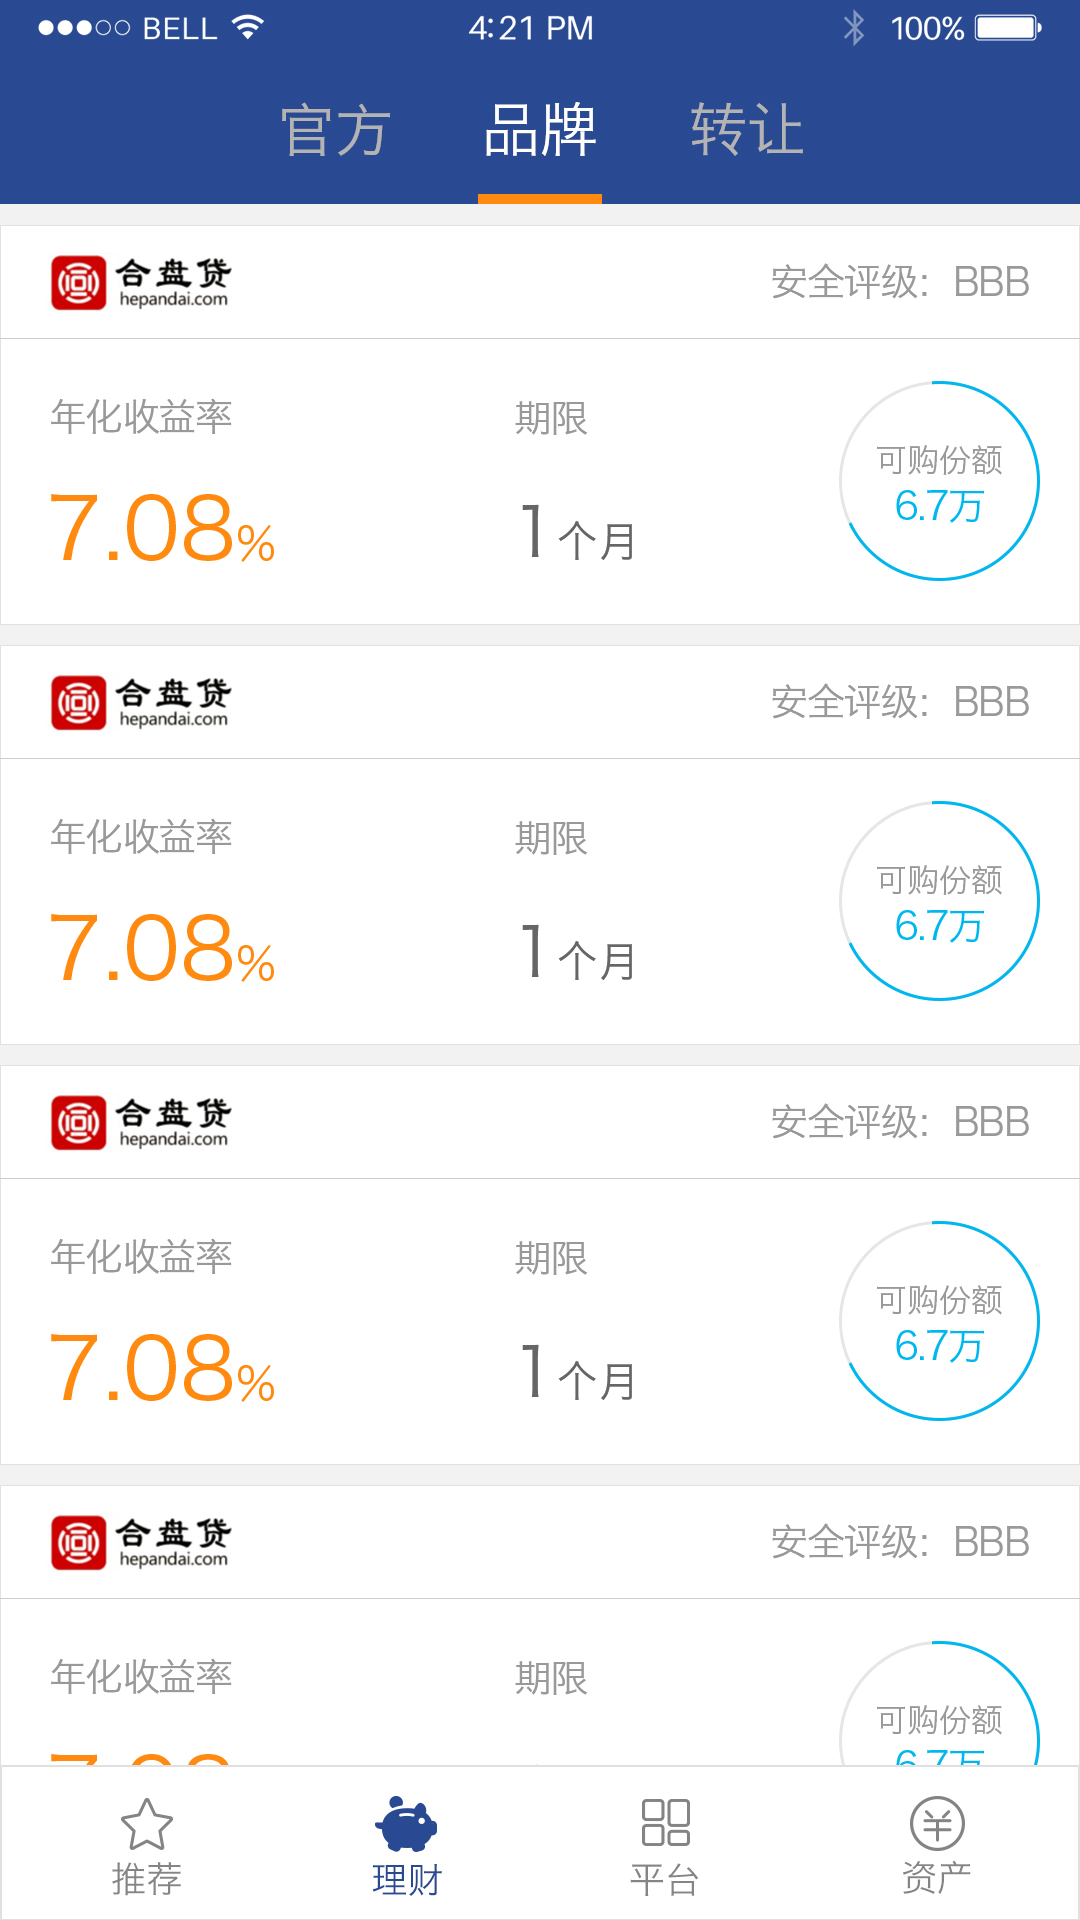 BELL 4:21 PM 100%
官方 品牌 转让
合盘贷 安全评级: BBB
hepandai.com
年化收益率 期限 可购份额
7.08% 1个月 6.7万
合盘贷 安全评级: BBB
hepandai.com
年化收益率 期限 可购份额
7.08% 1个月 6.7万
合盘贷 安全评级: BBB
hepandai.com
年化收益率 期限 可购份额
7.08% 1个月 6.7万
合盘贷 安全评级: BBB
hepandai.com
年化收益率 期限 可购份额
6.7万
推荐 理财 平台 资产